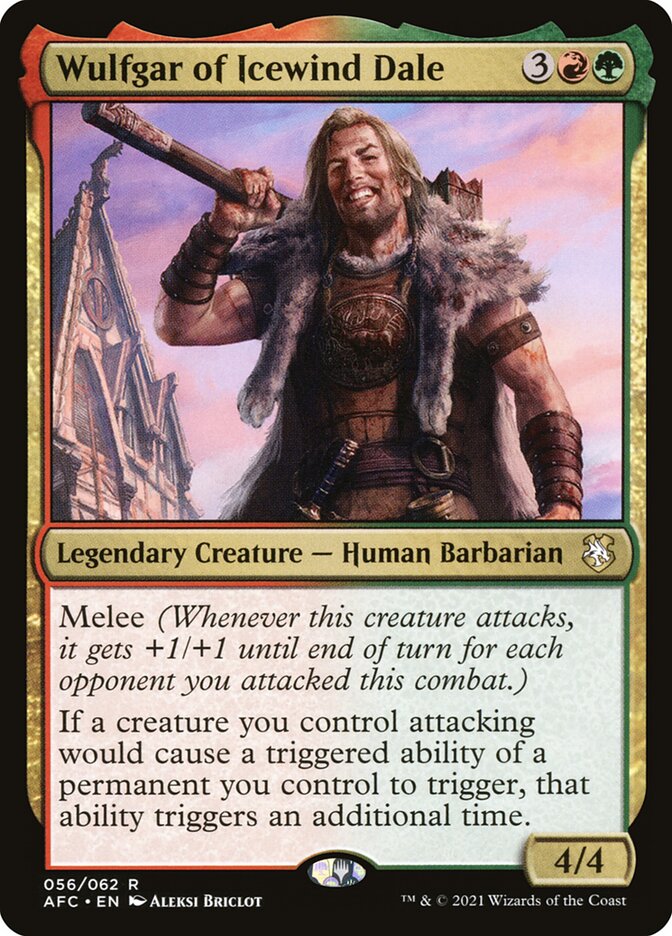 Wulfgar of Icewind Dale 3
Legendary Creature — Human Barbarian
Melee (Whenever this creature attacks,
it gets +1/+1 until end of turn for each
opponent you attacked this combat.)
If a creature you control attacking
would cause a triggered ability of a
permanent you control to trigger, that
ability triggers an additional time.
4/4
056/062 R
AFC • EN Aleksi Briclot
™ & © 2021 Wizards of the Coast